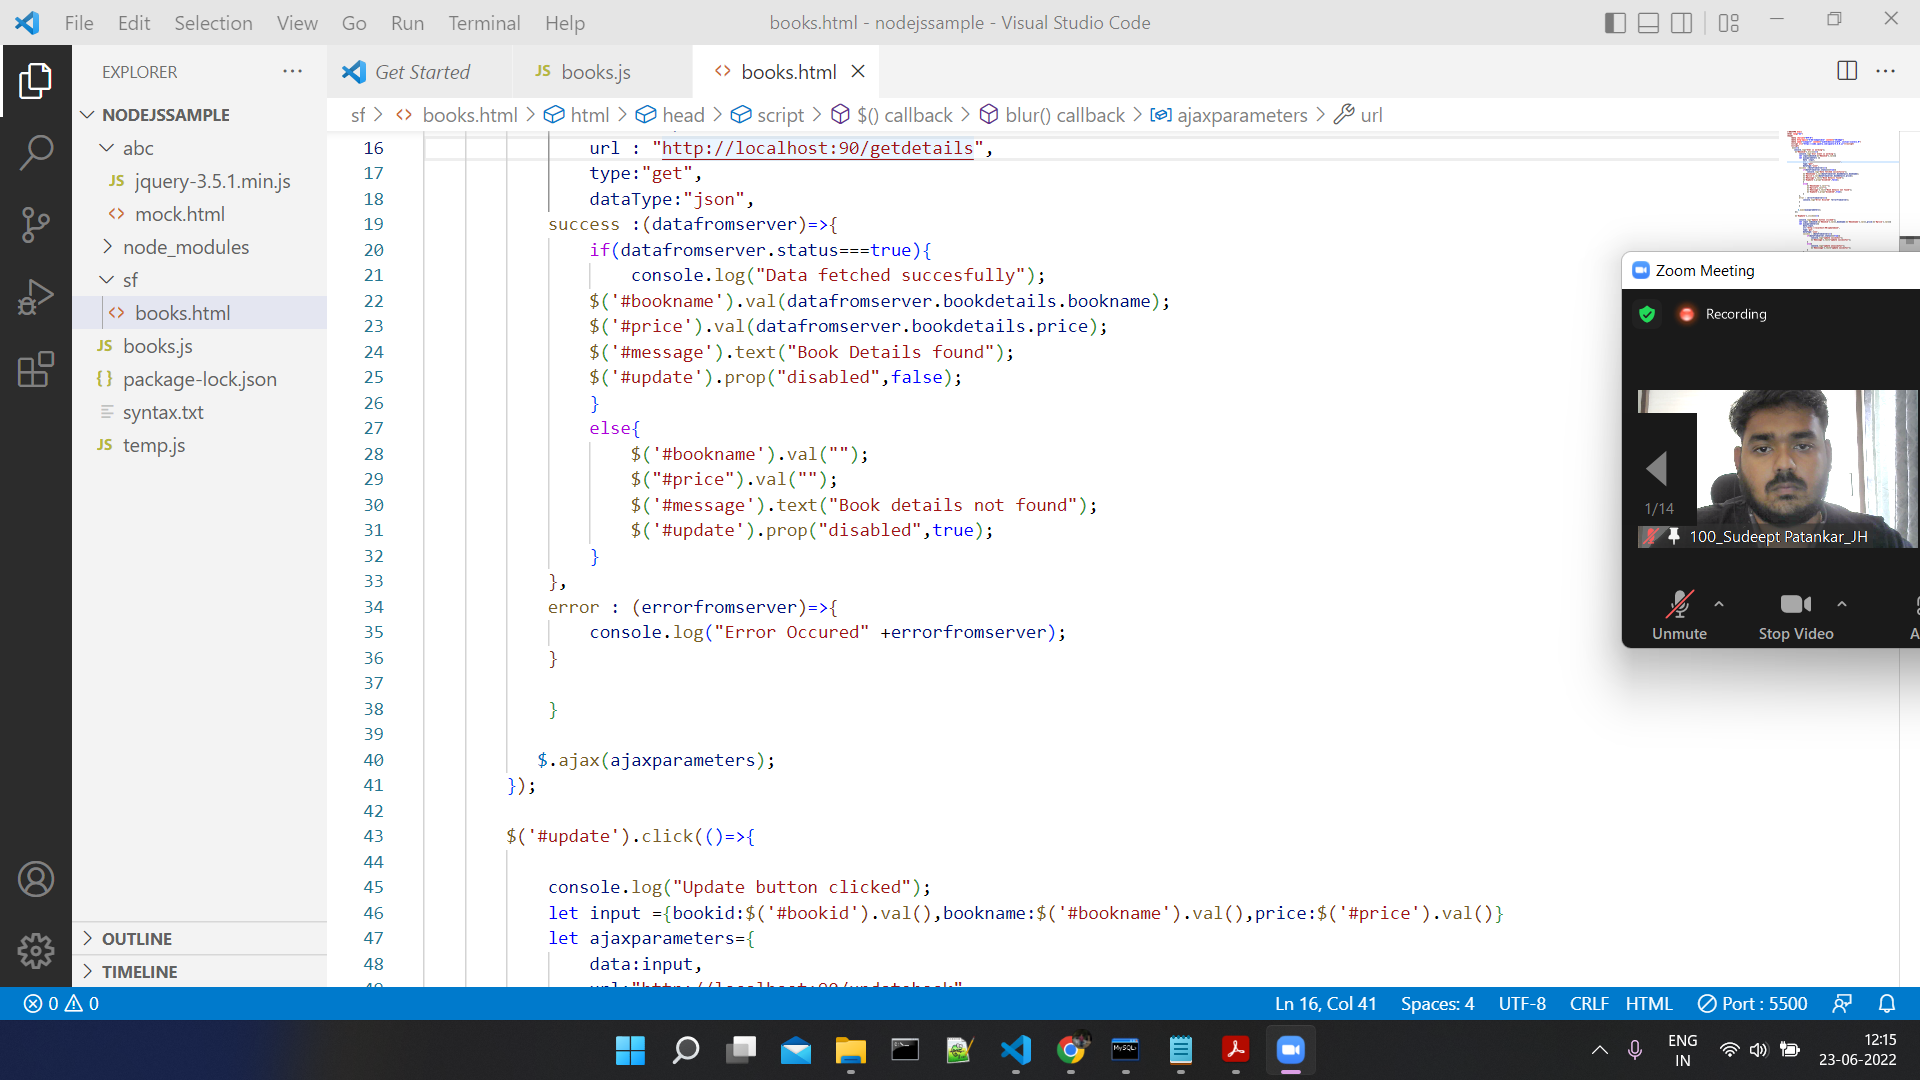 File Edit Selection View Go Run Terminal Help
books.html - nodejssample - Visual Studio Code
EXPLORER
NODEJSSAMPLE
abc
JS jquery-3.5.1.min.js
<> mock.html
node_modules
sf
<> books.html
JS books.js
{} package-lock.json
syntax.txt
JS temp.js
OUTLINE
TIMELINE
Get Started
JS books.js
<> books.html
sf > <> books.html > html > head > script > $() callback > blur() callback > ajaxparameters > url
16 url : "http://localhost:90/getdetails",
17 type:"get",
18 dataType:"json",
19 success :(datafromserver)=>{
20 if(datafromserver.status===true){
21 console.log("Data fetched succesfully");
22 $('#bookname').val(datafromserver.bookdetails.bookname);
23 $('#price').val(datafromserver.bookdetails.price);
24 $('#message').text("Book Details found");
25 $('#update').prop("disabled",false);
26 }
27 else{
28 $('#bookname').val("");
29 $("#price").val("");
30 $('#message').text("Book details not found");
31 $('#update').prop("disabled",true);
32 }
33 },
34 error : (errorfromserver)=>{
35 console.log("Error Occured" +errorfromserver);
36 }
37
38 }
39
40 $.ajax(ajaxparameters);
41 });
42
43 $('#update').click(()=>{
44
45 console.log("Update button clicked");
46 let input ={bookid:$('#bookid').val(),bookname:$('#bookname').val(),price:$('#price').val()}
47 let ajaxparameters={
48 data:input,
Zoom Meeting
Recording
1/14
100_Sudeept Patankar_JH
Unmute
Stop Video
0 0
Ln 16, Col 41 Spaces: 4 UTF-8 CRLF HTML Port : 5500
MySQL
ENG
IN
12:15
23-06-2022